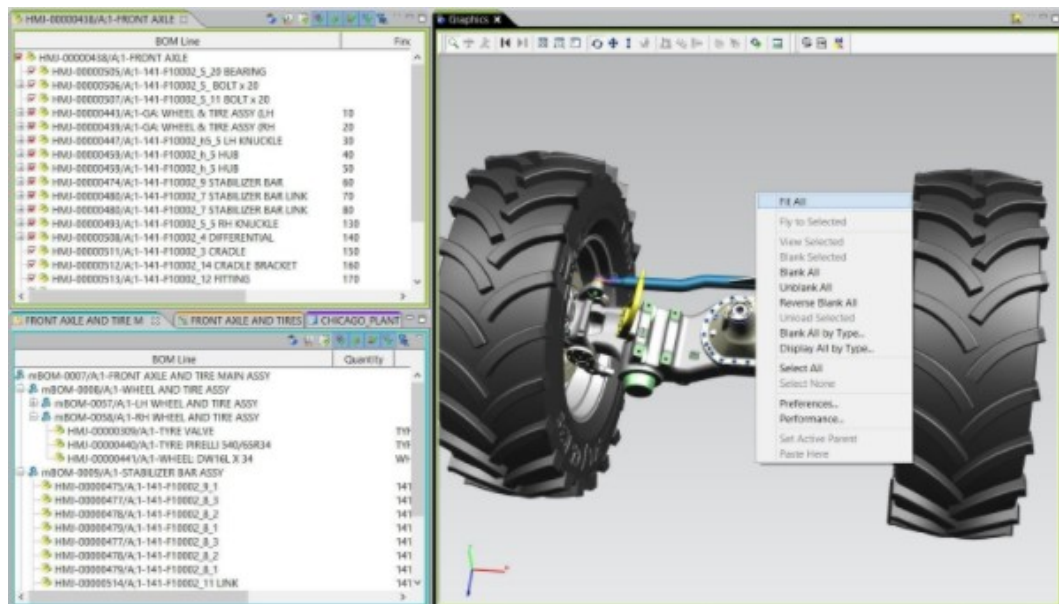 HMJ-00000438/A;1-FRONT AXLE
BOM Line
HMJ-00000438/A;1-FRONT AXLE
HMJ-00000505/A;1-141-F10002_5_20 BEARING
HMJ-00000506/A;1-141-F10002_5_ BOLT x 20
HMJ-00000507/A;1-141-F10002_5_11 BOLT x 20
HMJ-00000443/A;1-GA: WHEEL & TIRE ASSY (LH 10
HMJ-00000439/A;1-GA: WHEEL & TIRE ASSY (RH 20
HMJ-00000447/A;1-141-F10002_h5_5 LH KNUCKLE 30
HMJ-00000459/A;1-141-F10002_h_5 HUB 40
HMJ-00000459/A;1-141-F10002_h_5 HUB 50
HMJ-00000474/A;1-141-F10002_9 STABILIZER BAR 60
HMJ-00000480/A;1-141-F10002_7 STABILIZER BAR LINK 70
HMJ-00000480/A;1-141-F10002_7 STABILIZER BAR LINK 80
HMJ-00000493/A;1-141-F10002_5_5 RH KNUCKLE 130
HMJ-00000508/A;1-141-F10002_4 DIFFERENTIAL 140
HMJ-00000511/A;1-141-F10002_3 CRADLE 150
HMJ-00000512/A;1-141-F10002_14 CRADLE BRACKET 160
HMJ-00000513/A;1-141-F10002_12 FITTING 170
FRONT AXLE AND TIRE M
FRONT AXLE AND TIRES
CHICAGO_PLANT
BOM Line Quantity
mBOM-0007/A;1-FRONT AXLE AND TIRE MAIN ASSY
mBOM-0006/A;1-WHEEL AND TIRE ASSY
mBOM-0057/A;1-LH WHEEL AND TIRE ASSY
mBOM-0058/A;1-RH WHEEL AND TIRE ASSY
HMJ-00000309/A;1-TYRE VALVE
HMJ-00000440/A;1-TYRE: PIRELLI 540/65R34
HMJ-00000441/A;1-WHEEL: DW16L X 34
mBOM-0009/A;1-STABILIZER BAR ASSY
HMJ-00000475/A;1-141-F10002_9_1 141
HMJ-00000477/A;1-141-F10002_8_3 141
HMJ-00000478/A;1-141-F10002_8_2 141
HMJ-00000479/A;1-141-F10002_8_1 141
HMJ-00000477/A;1-141-F10002_8_3 141
HMJ-00000478/A;1-141-F10002_8_2 141
HMJ-00000479/A;1-141-F10002_8_1 141
HMJ-00000514/A;1-141-F10002_11 LINK 141
Graphics
Fit All
Fly to Selected
View Selected
Blank Selected
Blank All
Unblank All
Reverse Blank All
Unload Selected
Blank All by Type...
Display All by Type...
Select All
Select None
Preferences...
Performance...
Set Active Parent
Paste Here